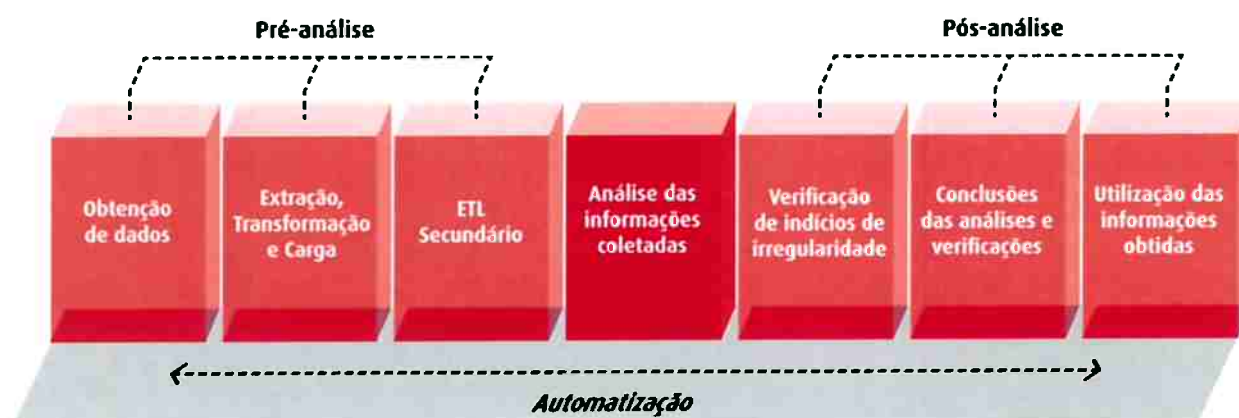 Pré-análise
Pós-análise
Obtenção
de dados
Extração,
Transformação
e Carga
ETL
Secundário
Análise das
informações
coletadas
Verificação
de indícios de
irregularidade
Conclusões
das análises e
verificações
Utilização das
informações
obtidas
Automatização